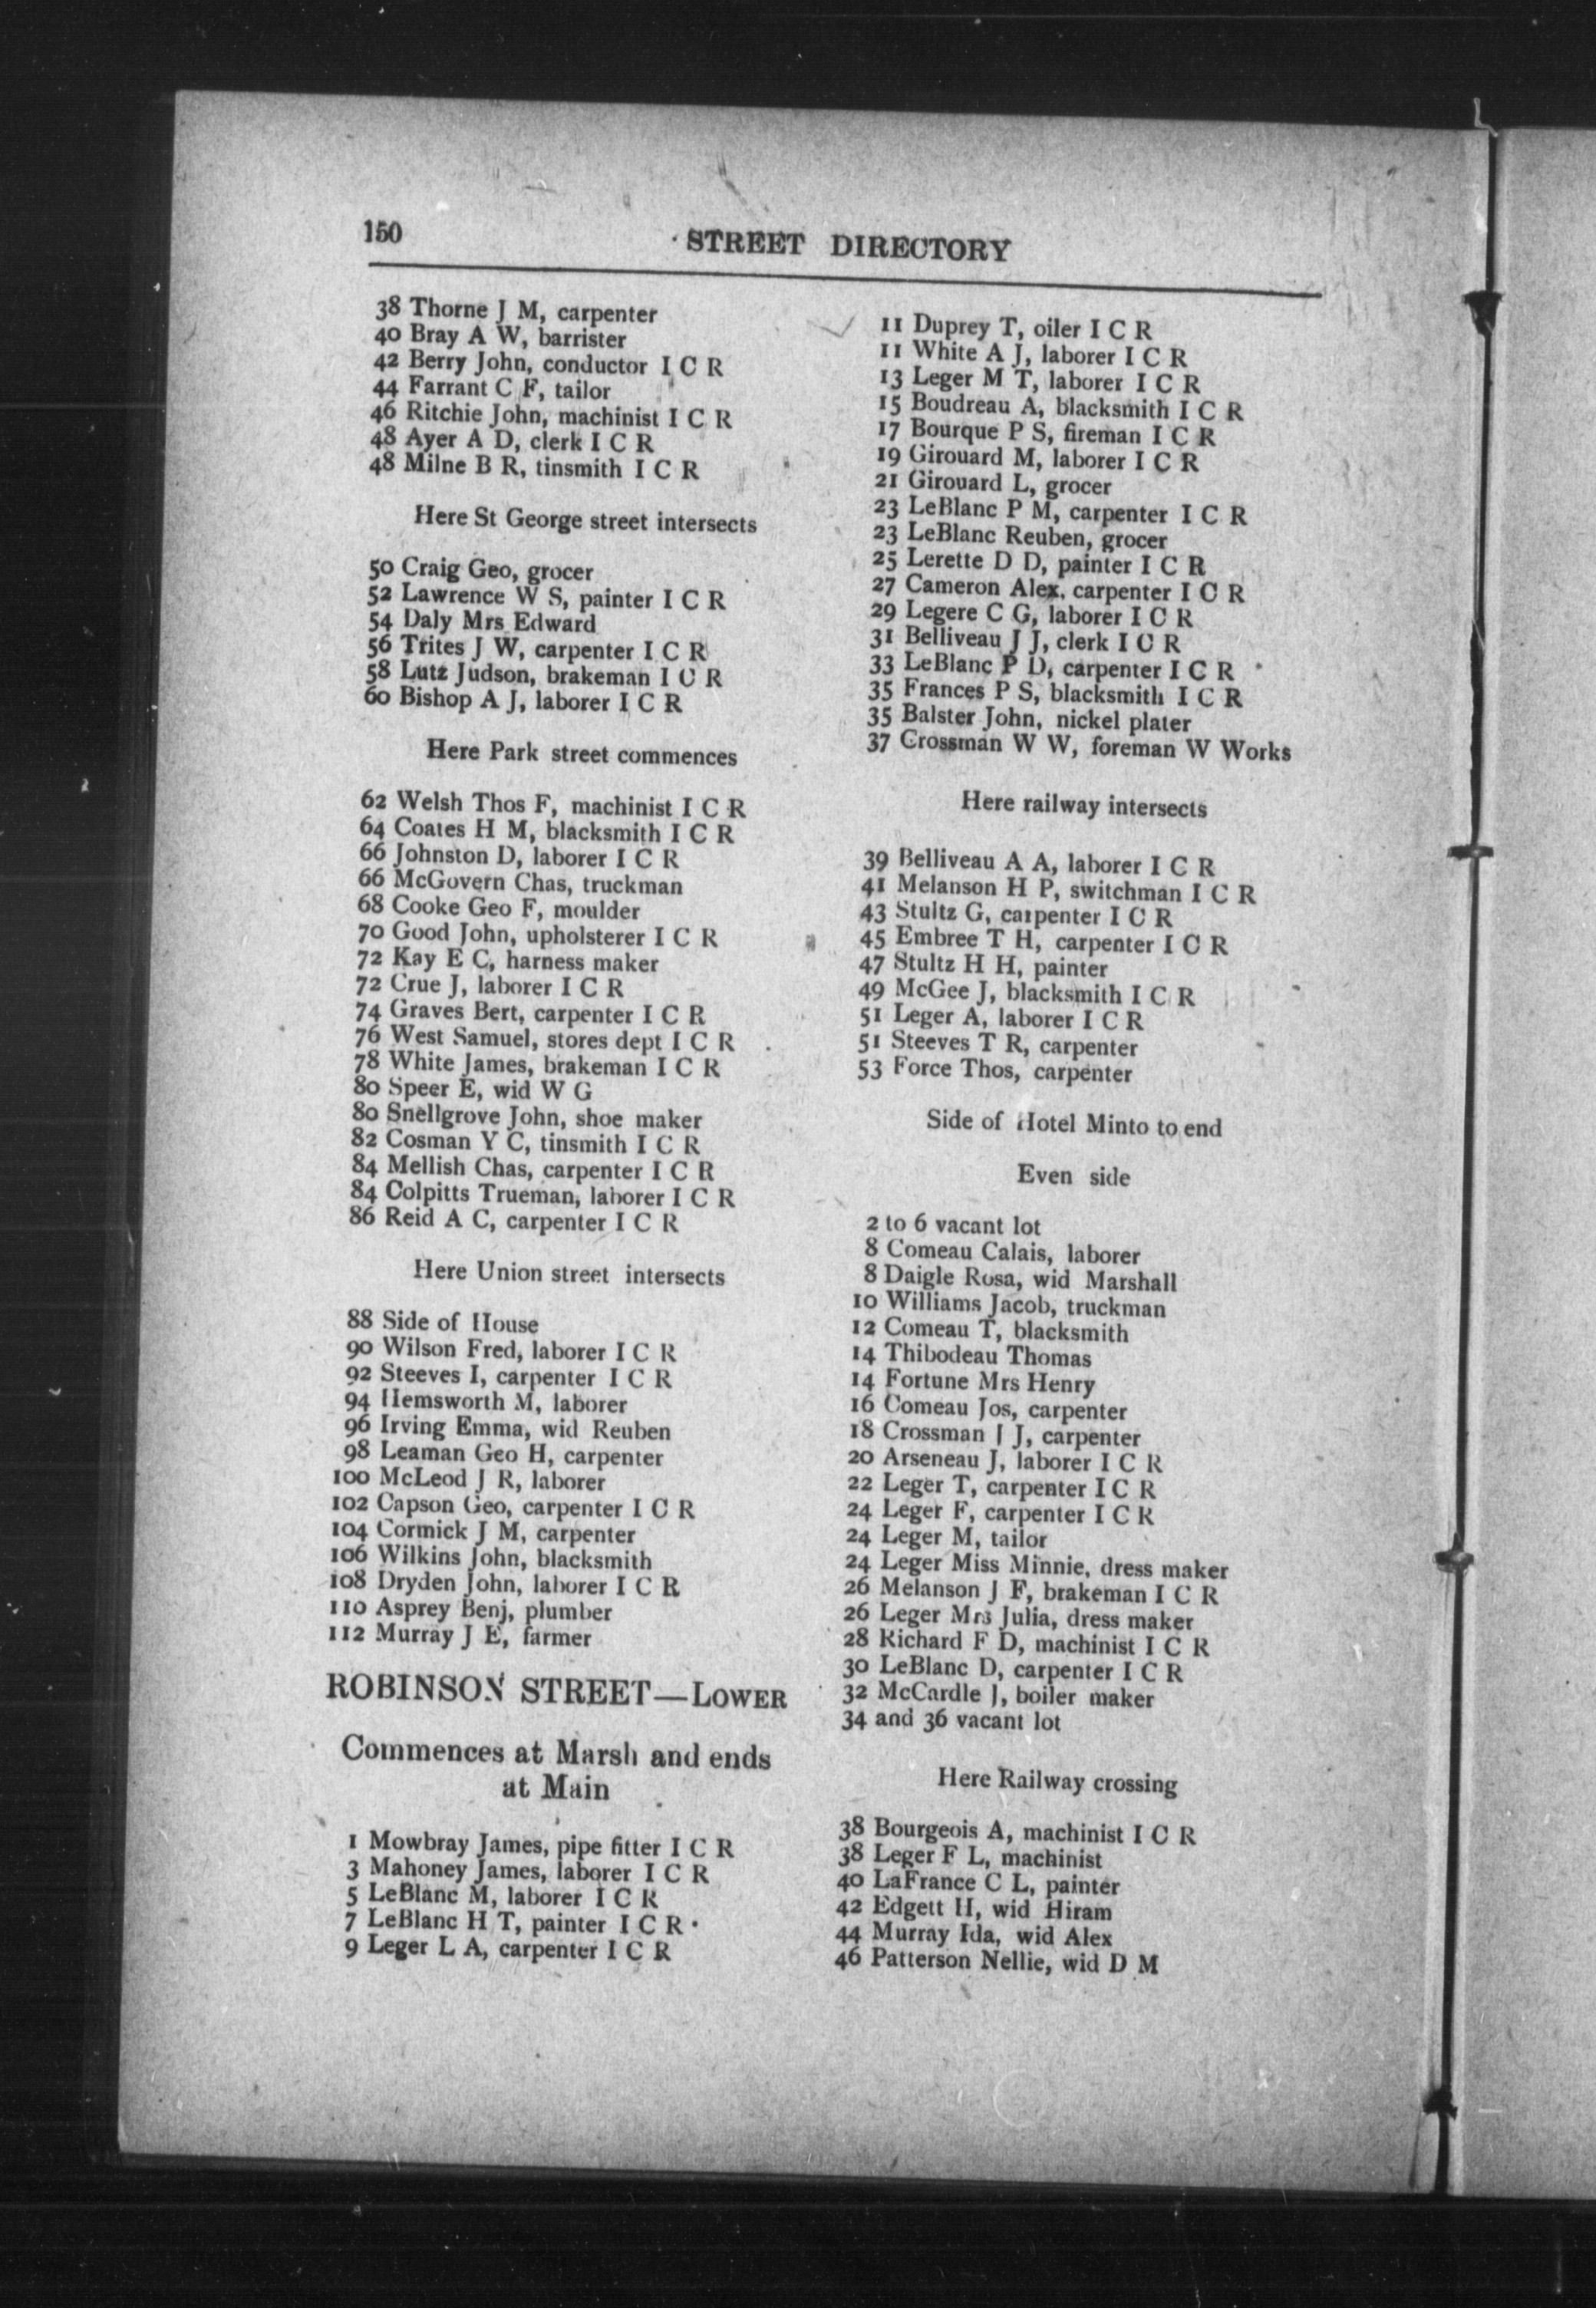 150
STREET DIRECTORY
38 Thorne J M, carpenter
40 Bray A W, barrister
42 Berry John, conductor I C R
44 Farrant C F, tailor
46 Ritchie John, machinist I C R
48 Ayer A D, clerk I C R
48 Milne B R, tinsmith I C R
Here St George street intersects
50 Craig Geo, grocer
52 Lawrence W S, painter I C R
54 Daly Mrs Edward
56 Trites J W, carpenter I C R
58 Lutz Judson, brakeman I C R
60 Bishop A J, laborer I C R
Here Park street commences
62 Welsh Thos F, machinist I C R
64 Coates H M, blacksmith I C R
66 Johnston D, laborer I C R
66 McGovern Chas, truckman
68 Cooke Geo F, moulder
70 Good John, upholsterer I C R
72 Kay E C, harness maker
72 Crue J, laborer I C R
74 Graves Bert, carpenter I C R
76 West Samuel, stores dept I C R
78 White James, brakeman I C R
80 Speer E, wid W G
80 Snellgrove John, shoe maker
82 Cosman Y C, tinsmith I C R
84 Mellish Chas, carpenter I C R
84 Colpitts Trueman, laborer I C R
86 Reid A C, carpenter I C R
Here Union street intersects
88 Side of House
90 Wilson Fred, laborer I C R
92 Steeves I, carpenter I C R
94 Hemsworth M, laborer
96 Irving Emma, wid Reuben
98 Leaman Geo H, carpenter
100 McLeod J R, laborer
102 Capson Geo, carpenter I C R
104 Cormick J M, carpenter
106 Wilkins John, blacksmith
108 Dryden John, laborer I C R
110 Asprey Benj, plumber
112 Murray J E, farmer
ROBINSON STREET—LOWER
Commences at Marsh and ends
at Main
1 Mowbray James, pipe fitter I C R
3 Mahoney James, laborer I C R
5 LeBlanc M, laborer I C R
7 LeBlanc H T, painter I C R
9 Leger L A, carpenter I C R
11 Duprey T, oiler I C R
11 White A J, laborer I C R
13 Leger M T, laborer I C R
15 Boudreau A, blacksmith I C R
17 Bourque P S, fireman I C R
19 Girouard M, laborer I C R
21 Girouard L, grocer
23 LeBlanc P M, carpenter I C R
23 LeBlanc Reuben, grocer
25 Lerette D D, painter I C R
27 Cameron Alex, carpenter I C R
29 Legere C G, laborer I C R
31 Belliveau J J, clerk I C R
33 LeBlanc P D, carpenter I C R
35 Frances P S, blacksmith I C R
35 Balster John, nickel plater
37 Crossman W W, foreman W Works
Here railway intersects
39 Belliveau A A, laborer I C R
41 Melanson H P, switchman I C R
43 Stultz G, carpenter I C R
45 Embree T H, carpenter I C R
47 Stultz H H, painter
49 McGee J, blacksmith I C R
51 Leger A, laborer I C R
51 Steeves T R, carpenter
53 Force Thos, carpenter
Side of Hotel Minto to end
Even side
2 to 6 vacant lot
8 Comeau Calais, laborer
8 Daigle Rosa, wid Marshall
10 Williams Jacob, truckman
12 Comeau T, blacksmith
14 Thibodeau Thomas
14 Fortune Mrs Henry
16 Comeau Jos, carpenter
18 Crossman J J, carpenter
20 Arseneau J, laborer I C R
22 Leger T, carpenter I C R
24 Leger F, carpenter I C R
24 Leger M, tailor
24 Leger Miss Minnie, dress maker
26 Melanson J F, brakeman I C R
26 Leger Mrs Julia, dress maker
28 Richard F D, machinist I C R
30 LeBlanc D, carpenter I C R
32 McCardle J, boiler maker
34 and 36 vacant lot
Here Railway crossing
38 Bourgeois A, machinist I C R
38 Leger F L, machinist
40 LaFrance C L, painter
42 Edgett H, wid Hiram
44 Murray Ida, wid Alex
46 Patterson Nellie, wid D M